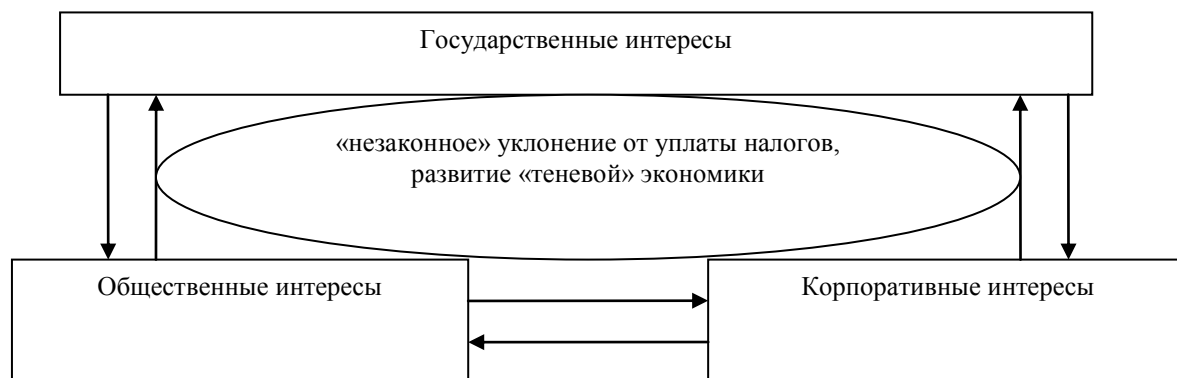 Государственные интересы
«незаконное» уклонение от уплаты налогов,
развитие «теневой» экономики
Общественные интересы
Корпоративные интересы